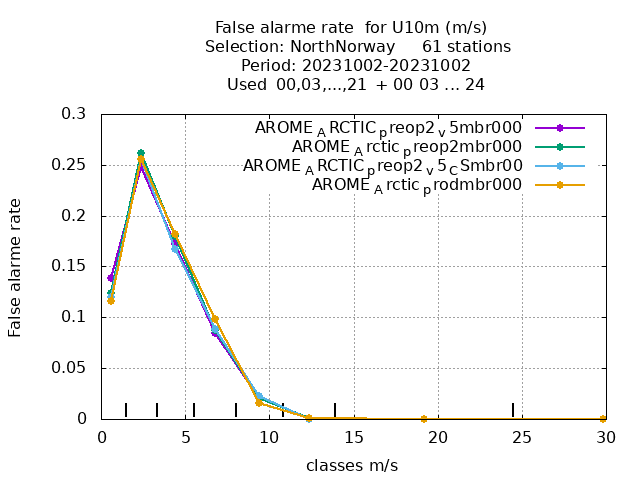 False alarme rate  for U10m (m/s)
Selection: NorthNorway     61 stations
Period: 20231002-20231002
Used  00,03,...,21  + 00 03 ... 24
AROME_ARCTIC_preop2_v5mbr000
AROME_Arctic_preop2mbr000
AROME_ARCTIC_preop2_v5_CSmbr00
AROME_Arctic_prodmbr000
False alarme rate
0.3
0.25
0.2
0.15
0.1
0.05
0
0 5 10 15 20 25 30
classes m/s